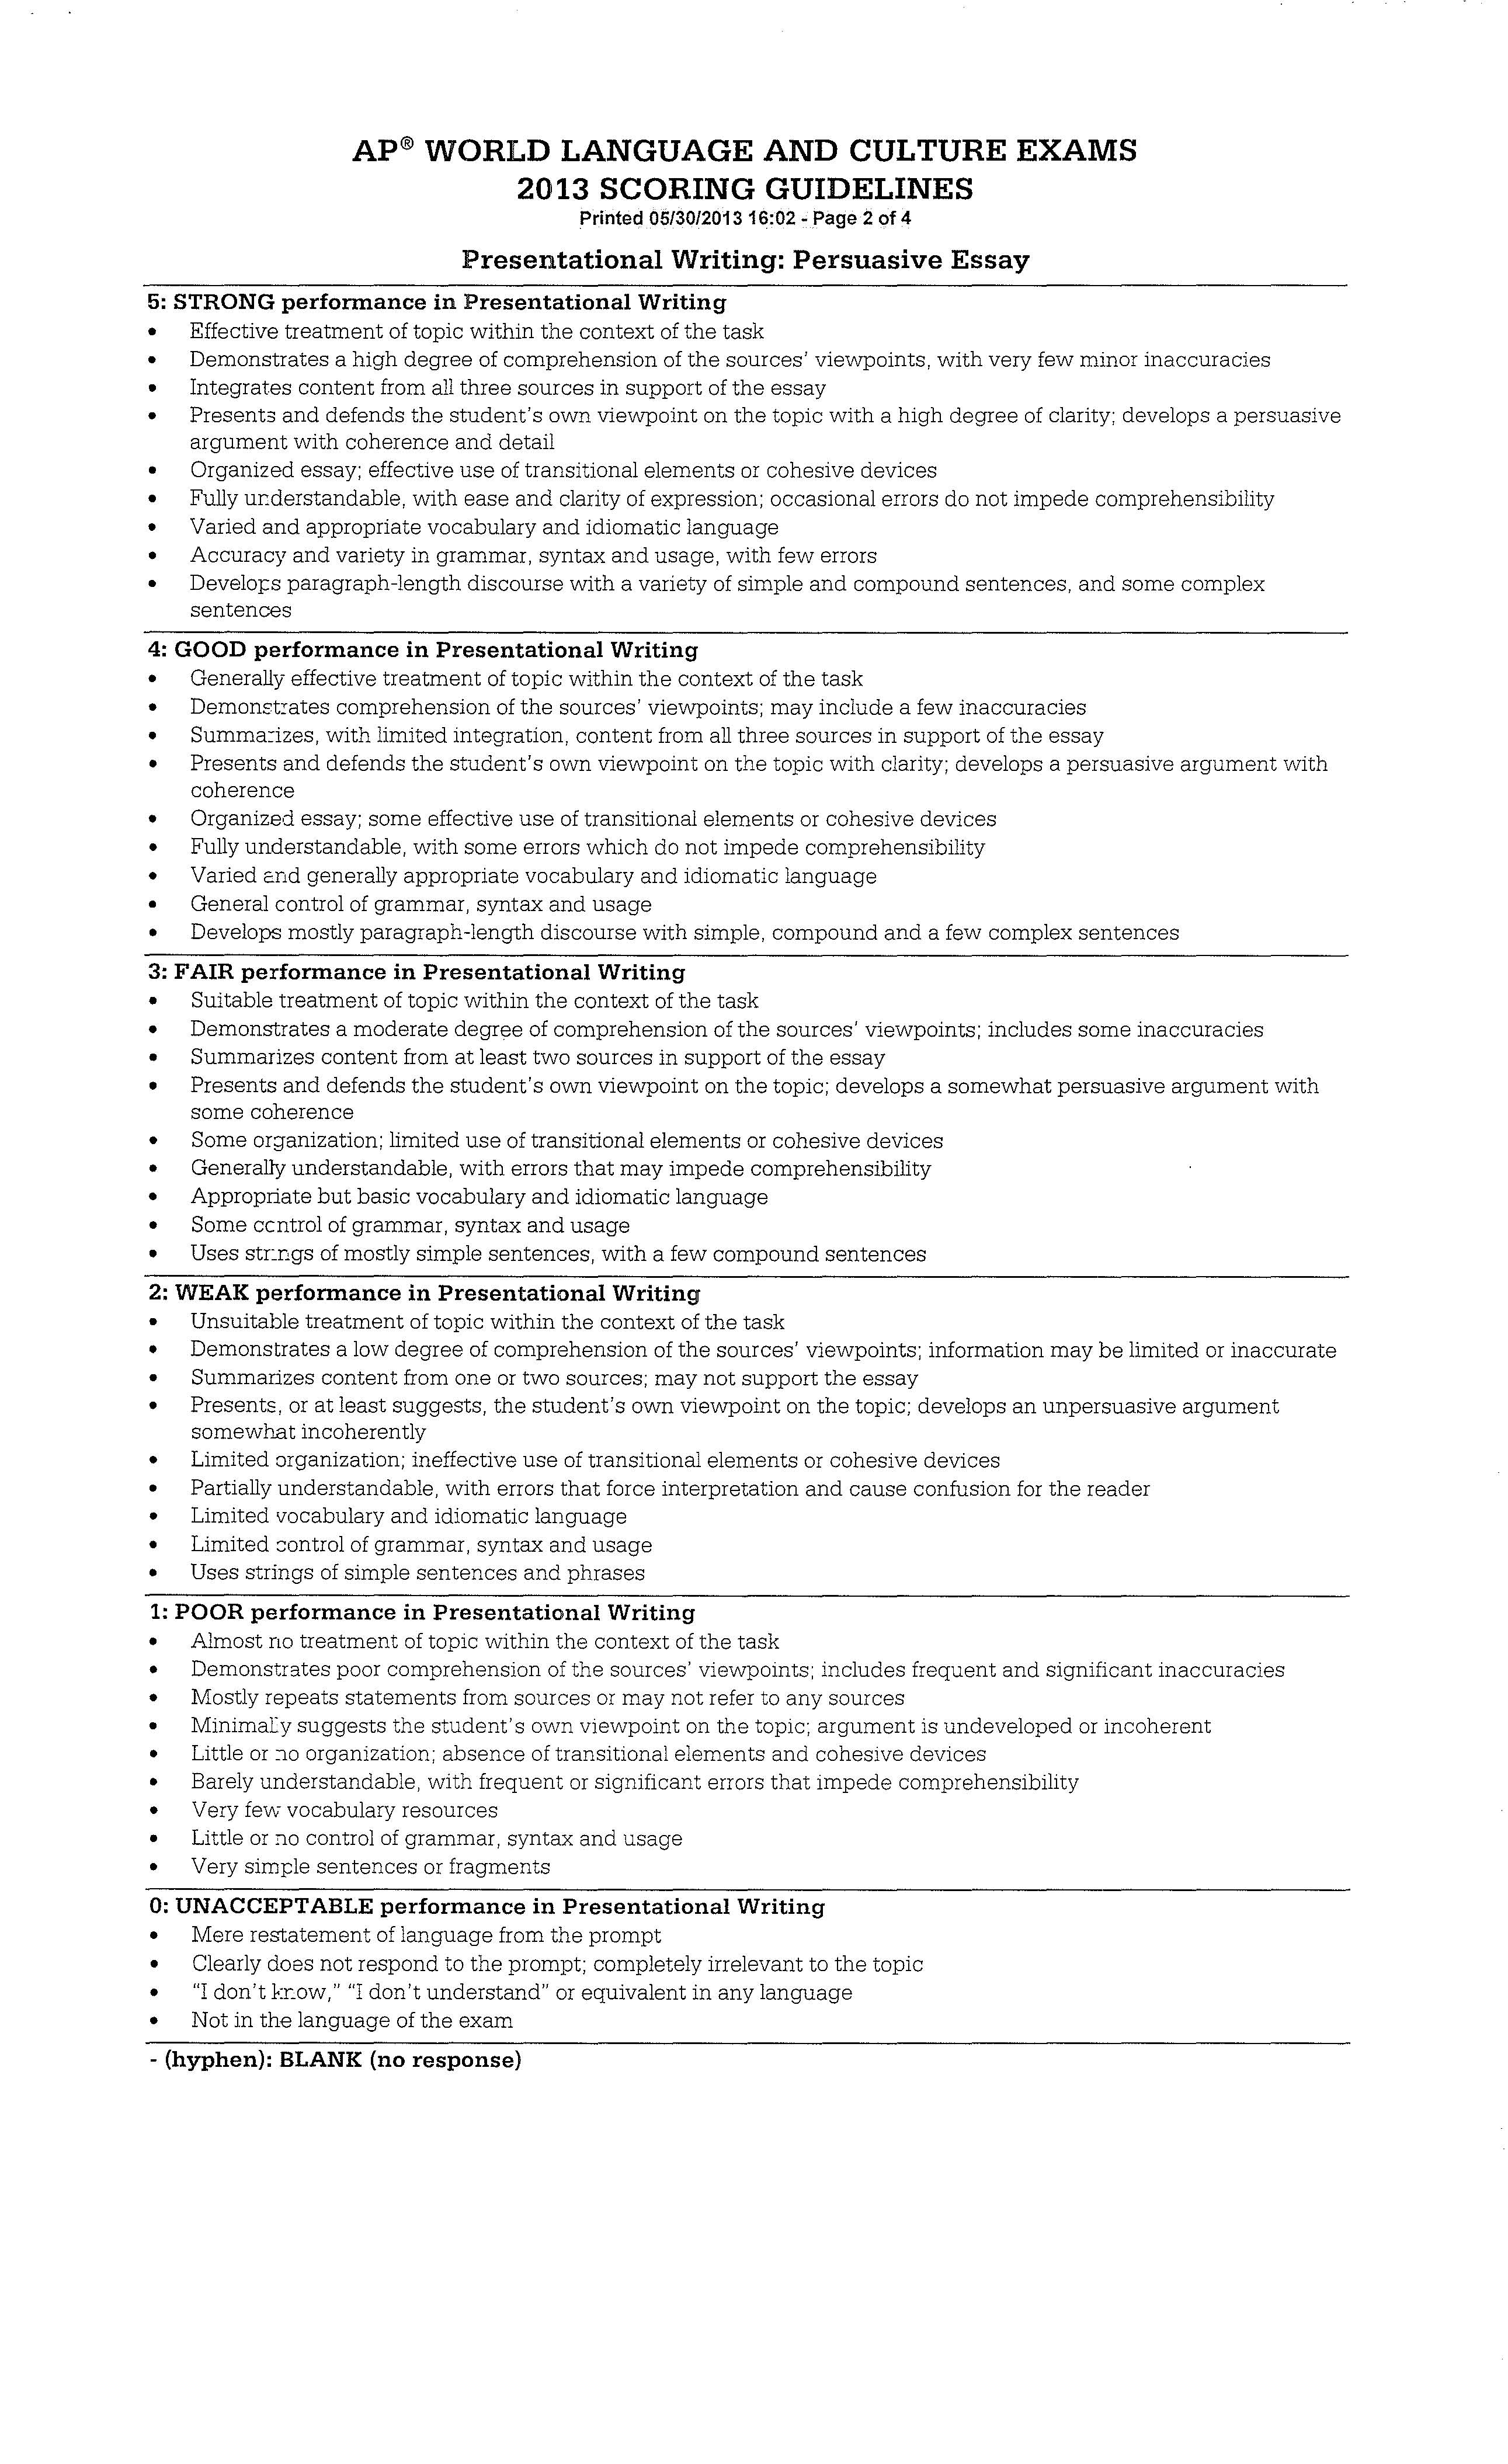 AP® WORLD LANGUAGE AND CULTURE EXAMS
2013 SCORING GUIDELINES
Printed 05/30/2013 16:02 - Page 2 of 4
Presentational Writing: Persuasive Essay
5: STRONG performance in Presentational Writing
• Effective treatment of topic within the context of the task
• Demonstrates a high degree of comprehension of the sources' viewpoints, with very few minor inaccuracies
• Integrates content from all three sources in support of the essay
• Presents and defends the student's own viewpoint on the topic with a high degree of clarity; develops a persuasive
argument with coherence and detail
• Organized essay; effective use of transitional elements or cohesive devices
• Fully understandable, with ease and clarity of expression; occasional errors do not impede comprehensibility
• Varied and appropriate vocabulary and idiomatic language
• Accuracy and variety in grammar, syntax and usage, with few errors
• Develops paragraph-length discourse with a variety of simple and compound sentences, and some complex
sentences
4: GOOD performance in Presentational Writing
• Generally effective treatment of topic within the context of the task
• Demonstrates comprehension of the sources' viewpoints; may include a few inaccuracies
• Summarizes, with limited integration, content from all three sources in support of the essay
• Presents and defends the student's own viewpoint on the topic with clarity; develops a persuasive argument with
coherence
• Organized essay; some effective use of transitional elements or cohesive devices
• Fully understandable, with some errors which do not impede comprehensibility
• Varied and generally appropriate vocabulary and idiomatic language
• General control of grammar, syntax and usage
• Develops mostly paragraph-length discourse with simple, compound and a few complex sentences
3: FAIR performance in Presentational Writing
• Suitable treatment of topic within the context of the task
• Demonstrates a moderate degree of comprehension of the sources' viewpoints; includes some inaccuracies
• Summarizes content from at least two sources in support of the essay
• Presents and defends the student's own viewpoint on the topic; develops a somewhat persuasive argument with
some coherence
• Some organization; limited use of transitional elements or cohesive devices
• Generally understandable, with errors that may impede comprehensibility
• Appropriate but basic vocabulary and idiomatic language
• Some control of grammar, syntax and usage
• Uses strings of mostly simple sentences, with a few compound sentences
2: WEAK performance in Presentational Writing
• Unsuitable treatment of topic within the context of the task
• Demonstrates a low degree of comprehension of the sources' viewpoints; information may be limited or inaccurate
• Summarizes content from one or two sources; may not support the essay
• Presents, or at least suggests, the student's own viewpoint on the topic; develops an unpersuasive argument
somewhat incoherently
• Limited organization; ineffective use of transitional elements or cohesive devices
• Partially understandable, with errors that force interpretation and cause confusion for the reader
• Limited vocabulary and idiomatic language
• Limited control of grammar, syntax and usage
• Uses strings of simple sentences and phrases
1: POOR performance in Presentational Writing
• Almost no treatment of topic within the context of the task
• Demonstrates poor comprehension of the sources' viewpoints; includes frequent and significant inaccuracies
• Mostly repeats statements from sources or may not refer to any sources
• Minimally suggests the student's own viewpoint on the topic; argument is undeveloped or incoherent
• Little or no organization; absence of transitional elements and cohesive devices
• Barely understandable, with frequent or significant errors that impede comprehensibility
• Very few vocabulary resources
• Little or no control of grammar, syntax and usage
• Very simple sentences or fragments
0: UNACCEPTABLE performance in Presentational Writing
• Mere restatement of language from the prompt
• Clearly does not respond to the prompt; completely irrelevant to the topic
• "I don't know," "I don't understand" or equivalent in any language
• Not in the language of the exam
- (hyphen): BLANK (no response)